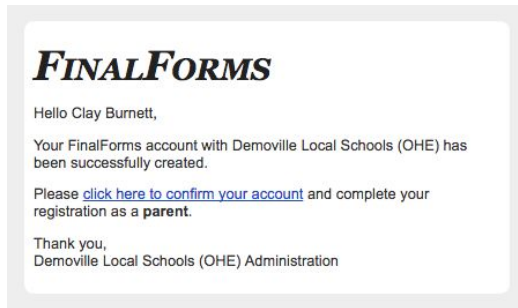 FINALFORMS
Hello Clay Burnett,
Your FinalForms account with Demoville Local Schools (OHE) has
been successfully created.
Please click here to confirm your account and complete your
registration as a parent.
Thank you,
Demoville Local Schools (OHE) Administration